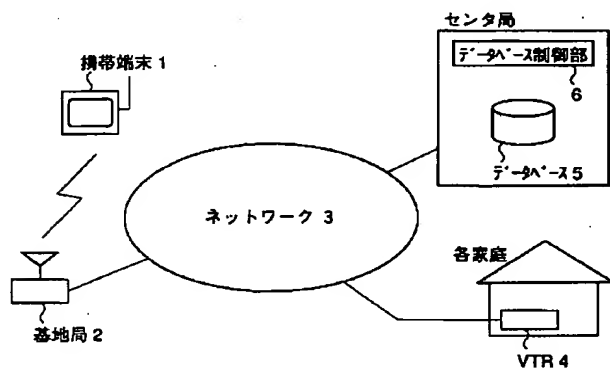 センタ局
データベース制御部
6
データベース5
携帯端末1
ネットワーク 3
基地局2
各家庭
VTR 4